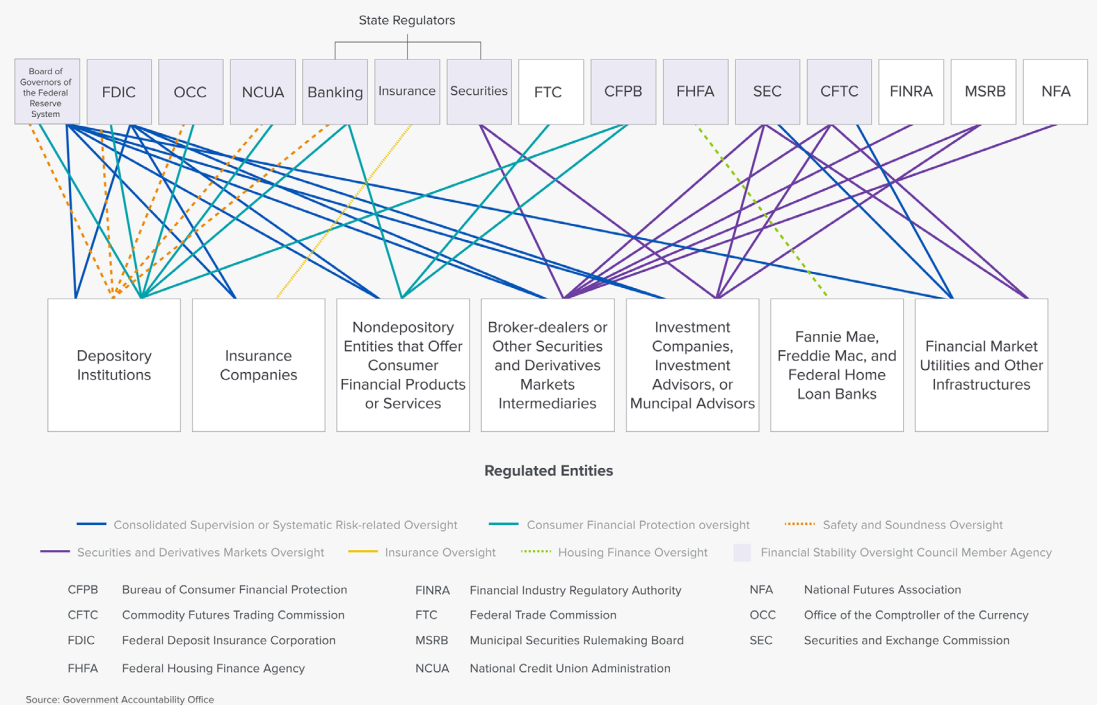 State Regulators
Board of
Governors of
the Federal
Reserve
System
FDIC
OCC
NCUA
Banking
Insurance
Securities
FTC
CFPB
FHFA
SEC
CFTC
FINRA
MSRB
NFA
Depository
Institutions
Insurance
Companies
Nondepository
Entities that Offer
Consumer
Financial Products
or Services
Broker-dealers or
Other Securities
and Derivatives
Markets
Intermediaries
Investment
Companies,
Investment
Advisors, or
Muncipal Advisors
Fannie Mae,
Freddie Mac, and
Federal Home
Loan Banks
Financial Market
Utilities and Other
Infrastructures
Regulated Entities
Consolidated Supervision or Systematic Risk-related Oversight
Consumer Financial Protection oversight
Safety and Soundness Oversight
Securities and Derivatives Markets Oversight
Insurance Oversight
Housing Finance Oversight
Financial Stability Oversight Council Member Agency
CFPB Bureau of Consumer Financial Protection
CFTC Commodity Futures Trading Commission
FDIC Federal Deposit Insurance Corporation
FHFA Federal Housing Finance Agency
FINRA Financial Industry Regulatory Authority
FTC Federal Trade Commission
MSRB Municipal Securities Rulemaking Board
NCUA National Credit Union Administration
NFA National Futures Association
OCC Office of the Comptroller of the Currency
SEC Securities and Exchange Commission
Source: Government Accountability Office